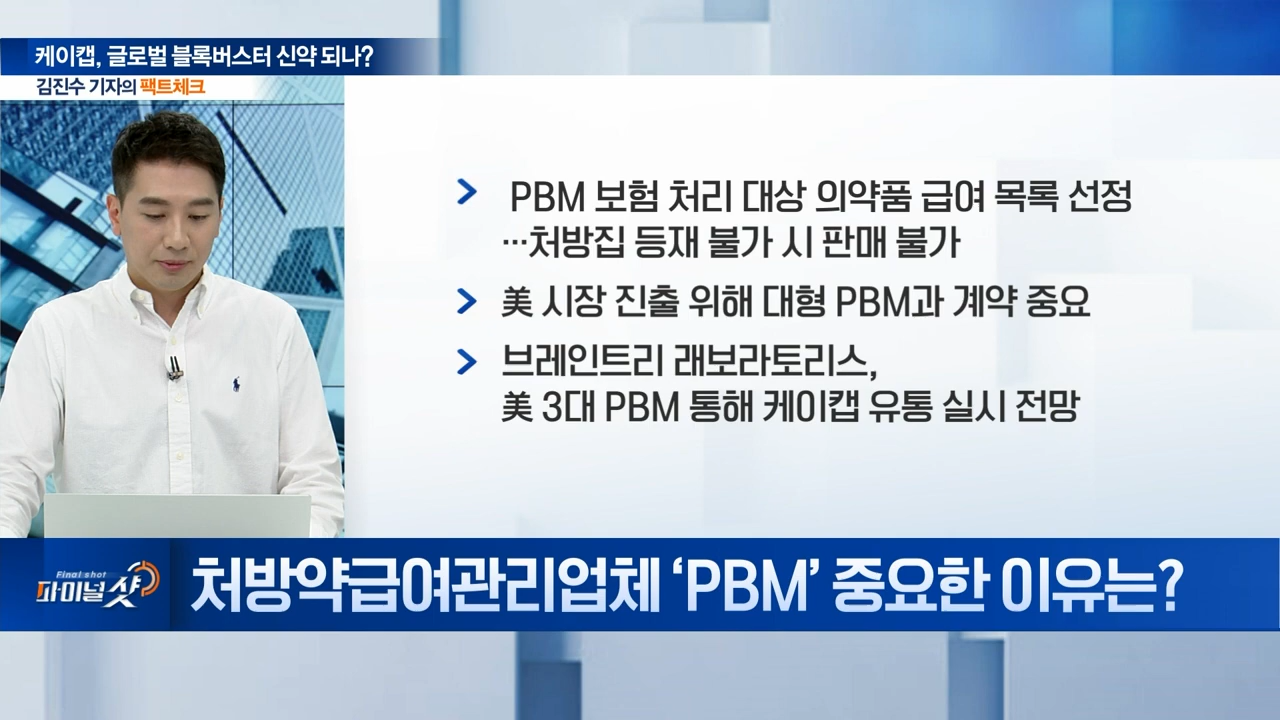 케이캡, 글로벌 블록버스터 신약 되나?
김진수 기자의 팩트체크
PBM 보험 처리 대상 의약품 급여 목록 선정
…처방집 등재 불가 시 판매 불가
美 시장 진출 위해 대형 PBM과 계약 중요
브레인트리 래보라토리스,
美 3대 PBM 통해 케이캡 유통 실시 전망
Final shot
파이널샷
처방약급여관리업체 ‘PBM’ 중요한 이유는?